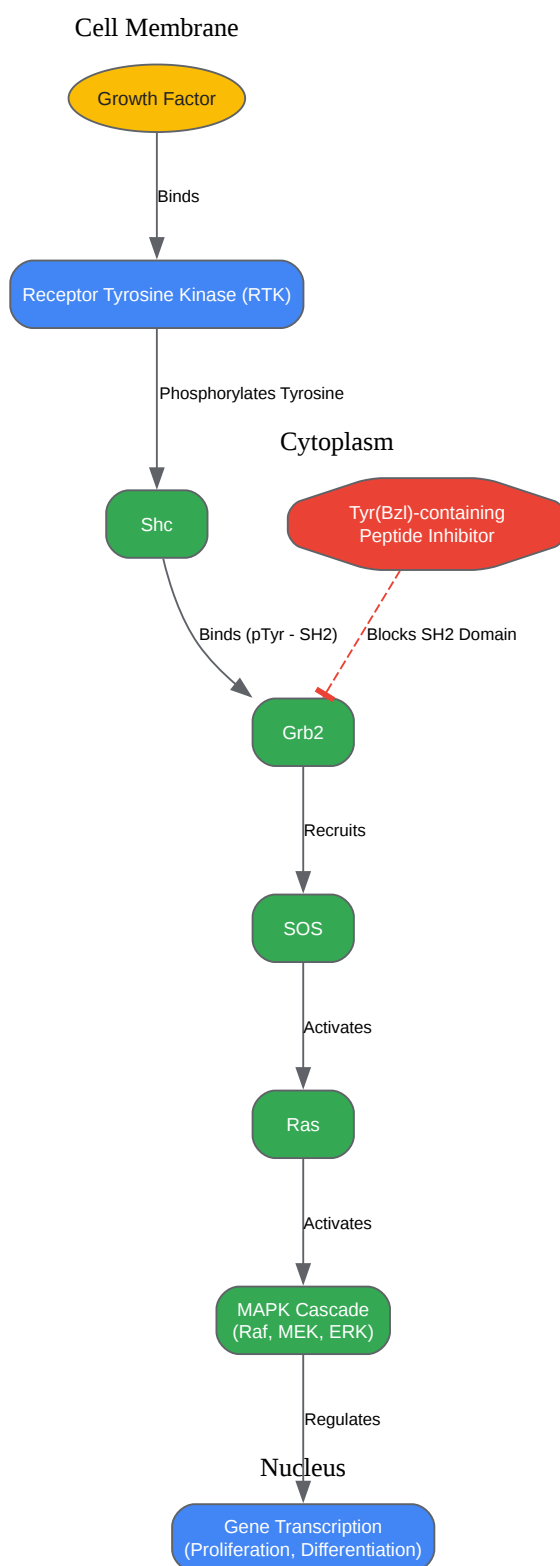 Cell Membrane
Growth Factor
Binds
Receptor Tyrosine Kinase (RTK)
Phosphorylates Tyrosine
Cytoplasm
Shc
Tyr(Bzl)-containing
Peptide Inhibitor
Binds (pTyr - SH2)
Blocks SH2 Domain
Grb2
Recruits
SOS
Activates
Ras
Activates
MAPK Cascade
(Raf, MEK, ERK)
Regulates
Nucleus
Gene Transcription
(Proliferation, Differentiation)